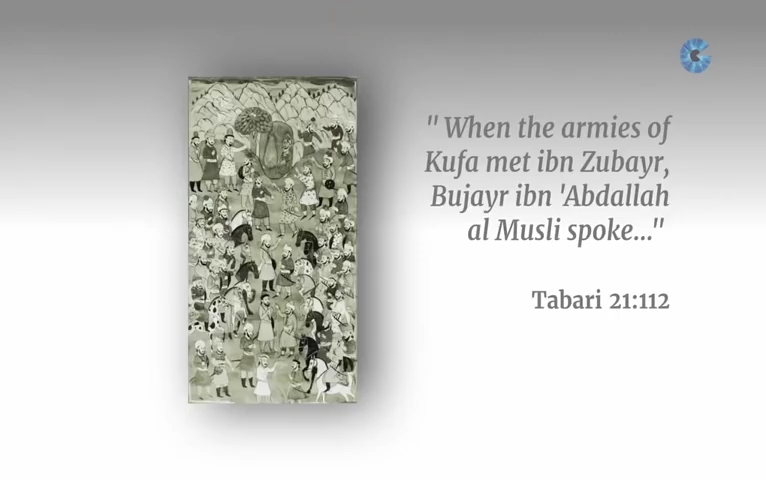 " When the armies of
Kufa met ibn Zubayr,
Bujayr ibn 'Abdallah
al Musli spoke..."
Tabari 21:112